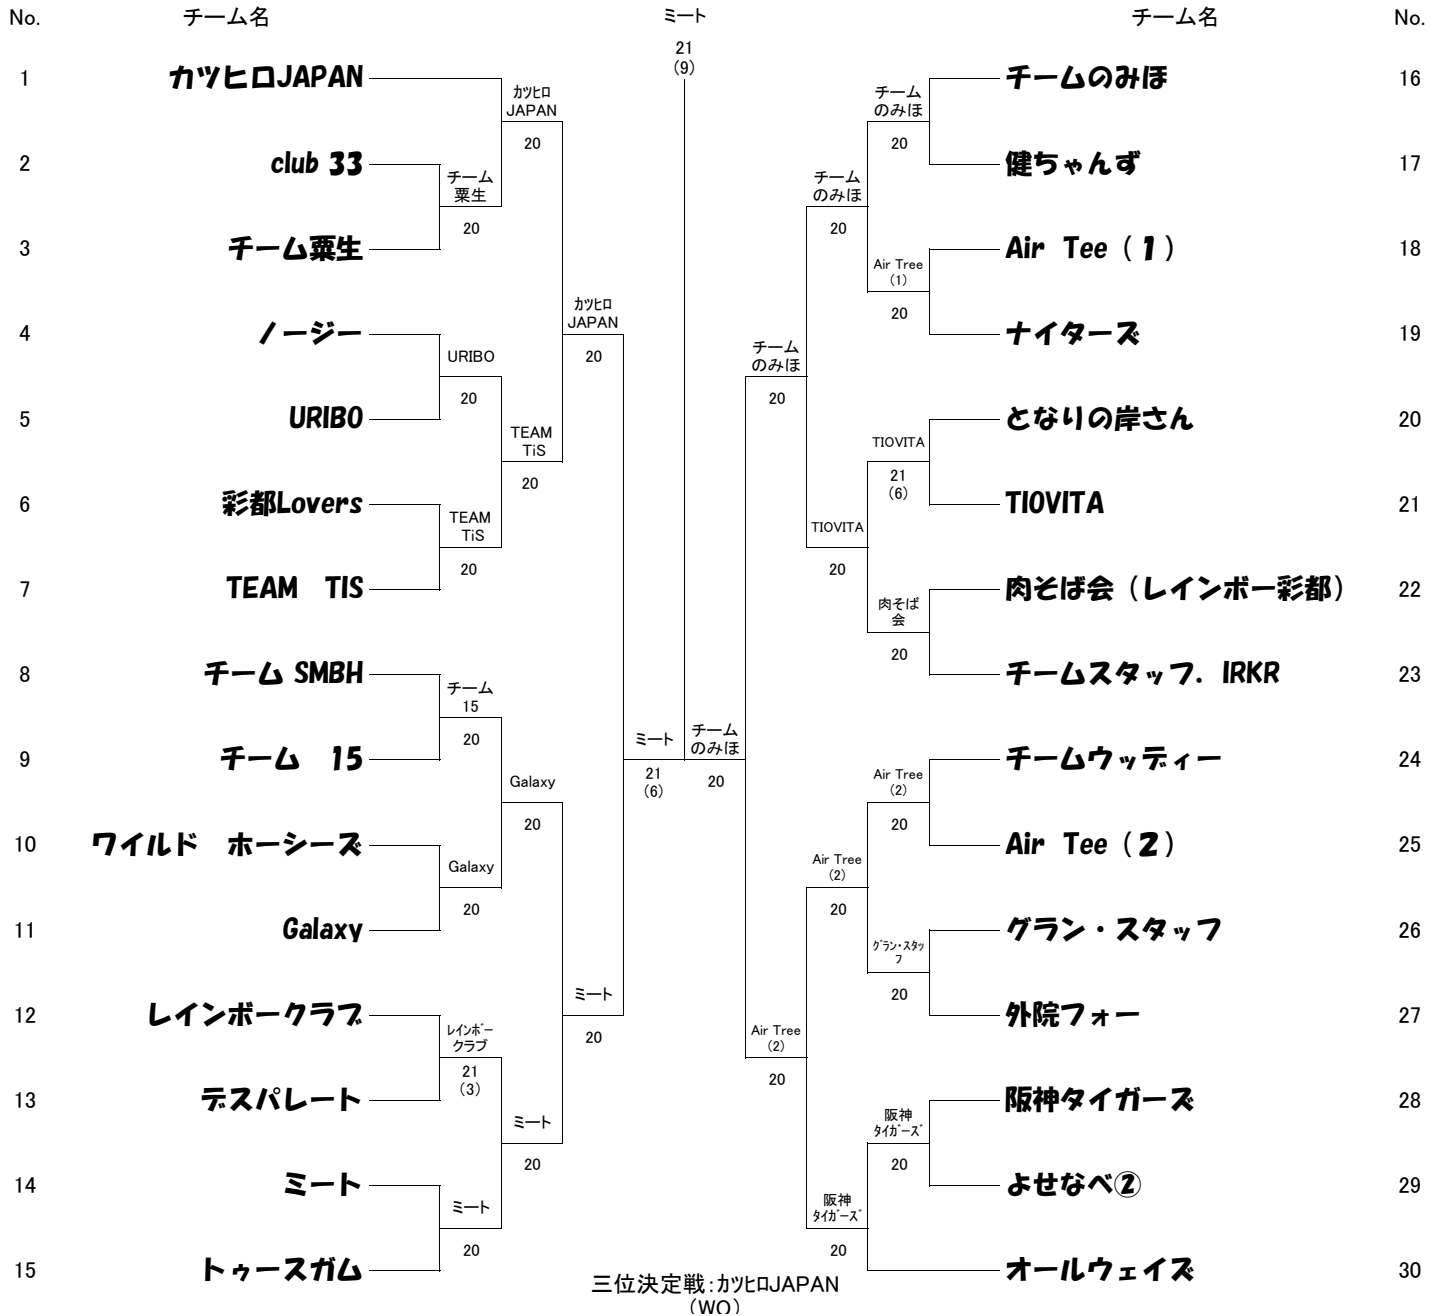 No. チーム名 ミート チーム名 No.
21
(9)
1 カツヒロJAPAN チームのみほ 16
ｶﾂﾋﾛ
JAPAN
20
チーム
のみほ
20
2 club 33 健ちゃんず 17
チーム
粟生
20
チーム
のみほ
20
3 チーム粟生 Air Tee（1） 18
Air Tree
(1)
20
4 ノージー ナイターズ 19
ｶﾂﾋﾛ
JAPAN
20
URIBO
20
チーム
のみほ
20
5 URIBO となりの岸さん 20
TEAM
TiS
20
TIOVITA
21
(6)
6 彩都Lovers TIOVITA 21
TEAM
TiS
20
TIOVITA
20
7 TEAM TIS 肉そば会（レインボー彩都） 22
肉そば
会
20
8 チーム SMBH チームスタッフ．IRKR 23
チーム
15
20
ミート
21
(6)
チーム
のみほ
20
9 チーム 15 チームウッディー 24
Galaxy
20
Air Tree
(2)
20
10 ワイルド ホーシーズ Air Tee（2） 25
Galaxy
20
Air Tree
(2)
20
11 Galaxy グラン・スタッフ 26
ｸﾞﾗﾝ・ｽﾀｯ
ﾌ
20
12 レインボークラブ 外院フォー 27
ミート
20
ﾚｲﾝﾎﾞｰ
クラブ
21
(3)
Air Tree
(2)
20
13 デスパレート 阪神タイガーズ 28
ミート
20
阪神
ﾀｲｶﾞｰｽﾞ
20
14 ミート よせなべ② 29
ミート
20
阪神
ﾀｲｶﾞｰｽﾞ
20
15 トゥースガム オールウェイズ 30
三位決定戦：ｶﾂﾋﾛJAPAN
(WO)